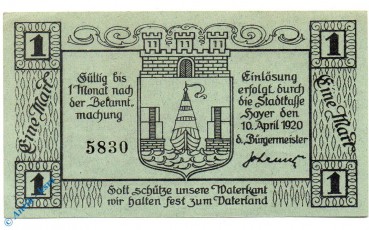 1
1
Eine Mark
Eine Mark
Gültig bis
1 Monat nach
der Bekannt
machung
5830
Einlösung
erfolgt durch
die Stadtkasse
Hoyer den
10. April 1920
d. Bürgermeister
Gott schütze unsere Waterkant
wir halten fest zum Vaterland
1
1